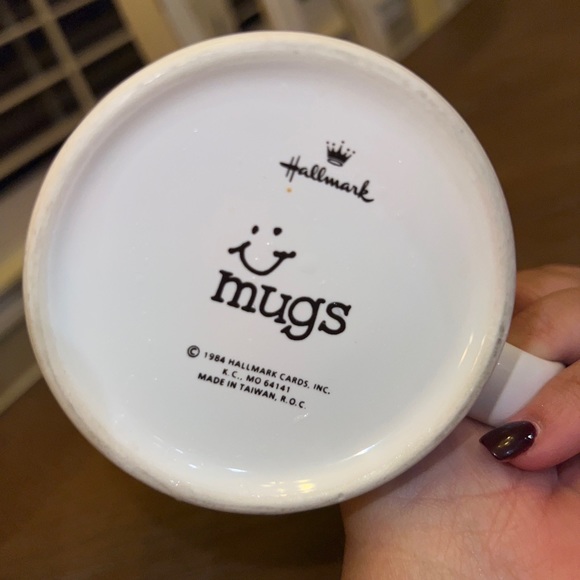 Hallmark
mugs
© 1984 HALLMARK CARDS, INC.
K.C., MO 64141
MADE IN TAIWAN, R.O.C.